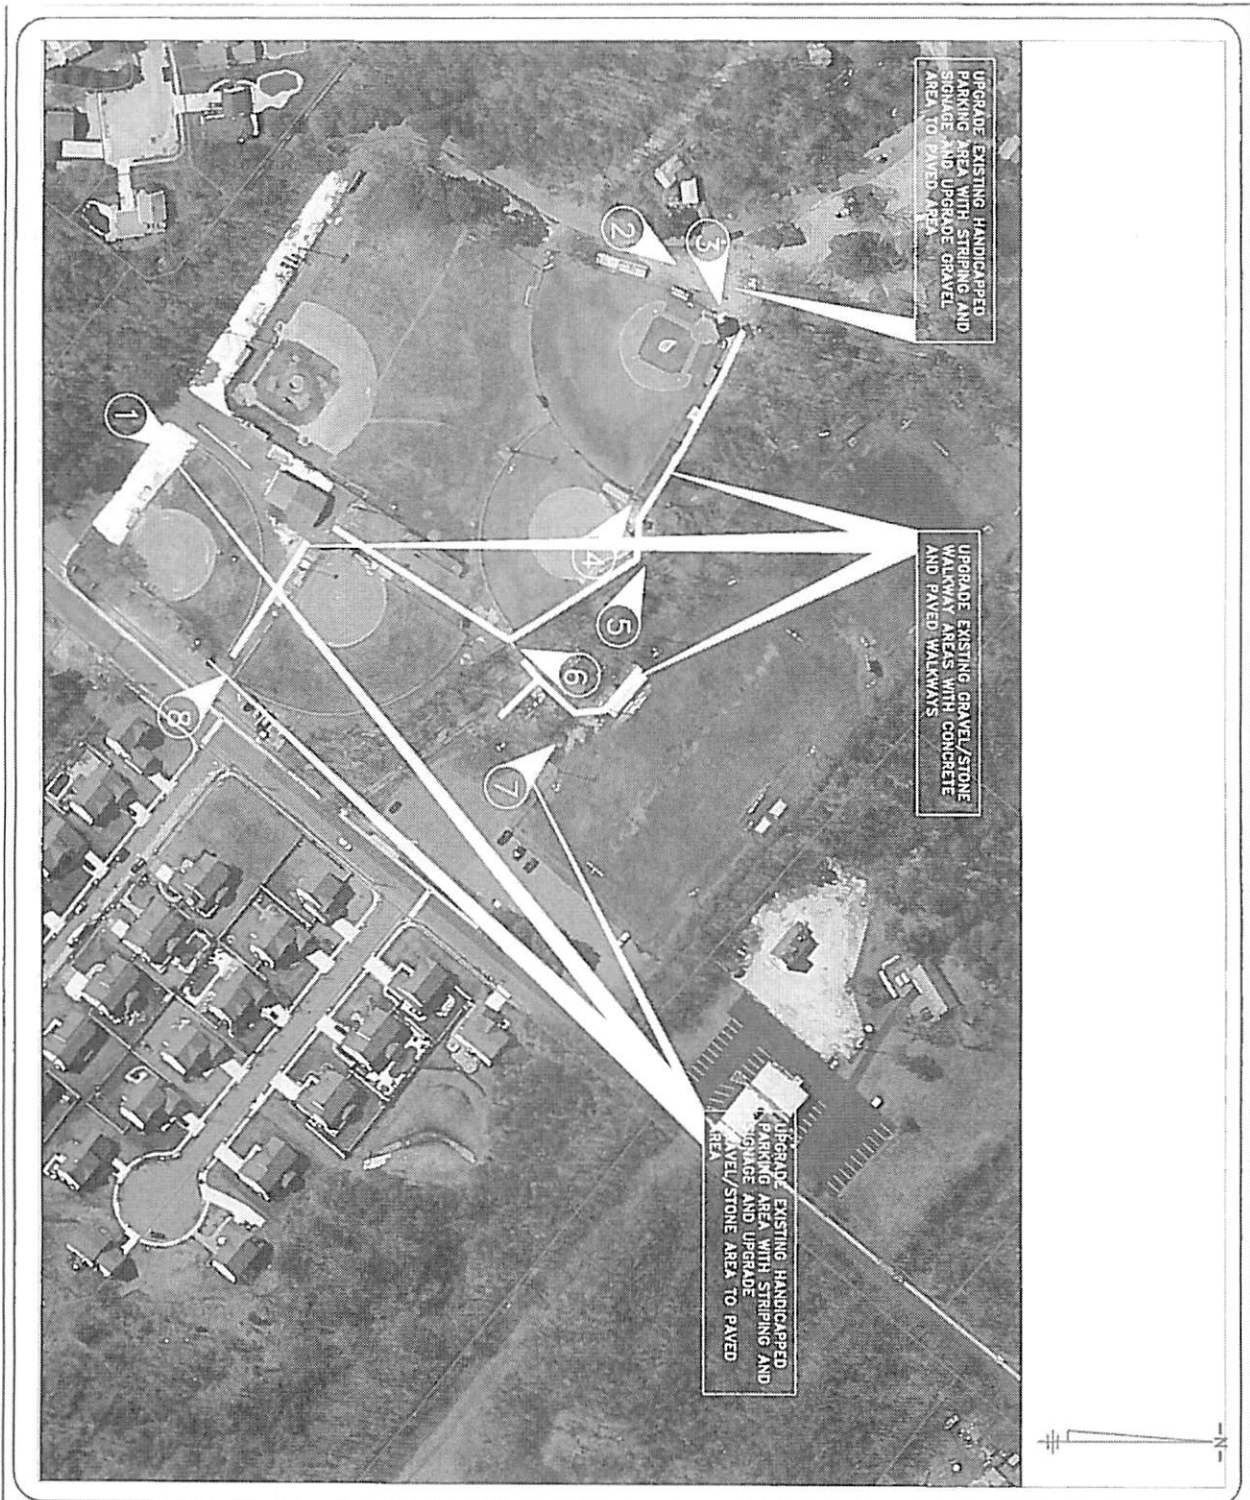 UPGRADE EXISTING HANDICAPPED
PARKING AREA WITH STRIPING AND
SIGNAGE AND UPGRADE GRAVEL
AREA TO PAVED AREA
UPGRADE EXISTING GRAVEL/STONE
WALKWAY AREAS WITH CONCRETE
AND PAVED WALKWAYS
UPGRADE EXISTING HANDICAPPED
PARKING AREA WITH STRIPING AND
SIGNAGE AND UPGRADE
GRAVEL/STONE AREA TO PAVED
AREA
1
2
3
4
5
6
7
8
-N-